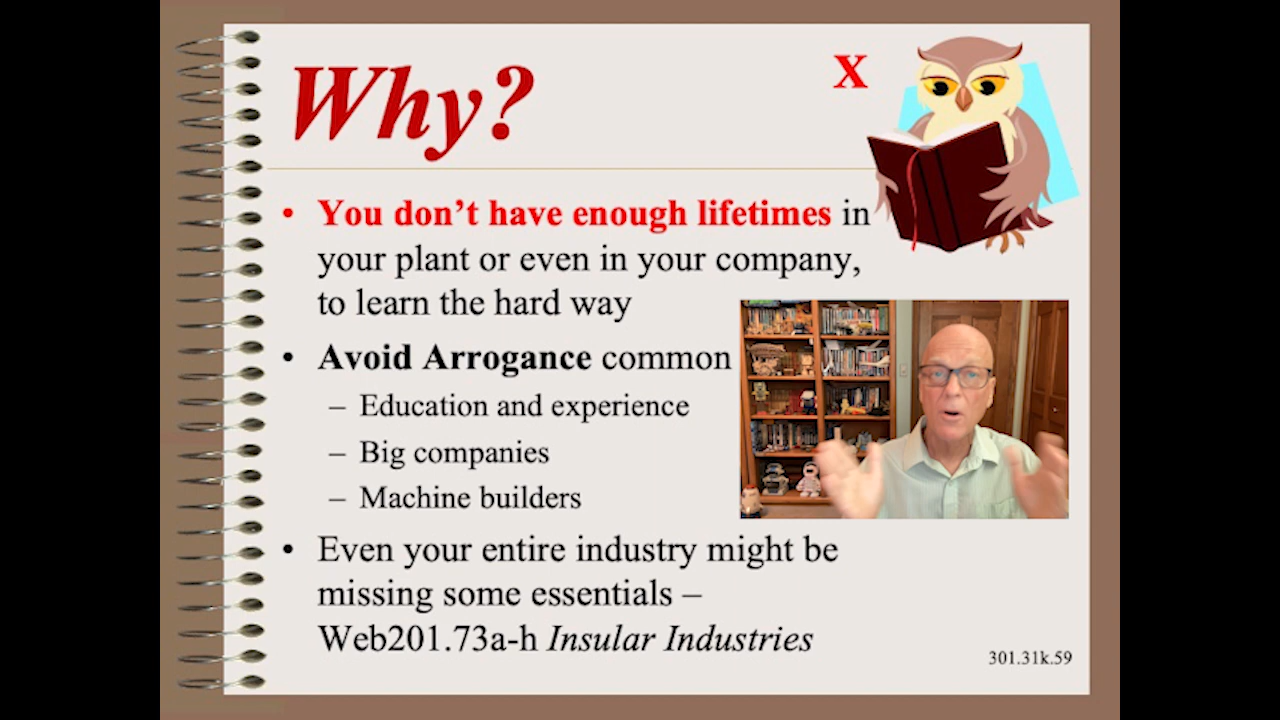 Why?
X
• You don’t have enough lifetimes in
your plant or even in your company,
to learn the hard way
• Avoid Arrogance common
– Education and experience
– Big companies
– Machine builders
• Even your entire industry might be
missing some essentials –
Web201.73a-h Insular Industries
301.31k.59